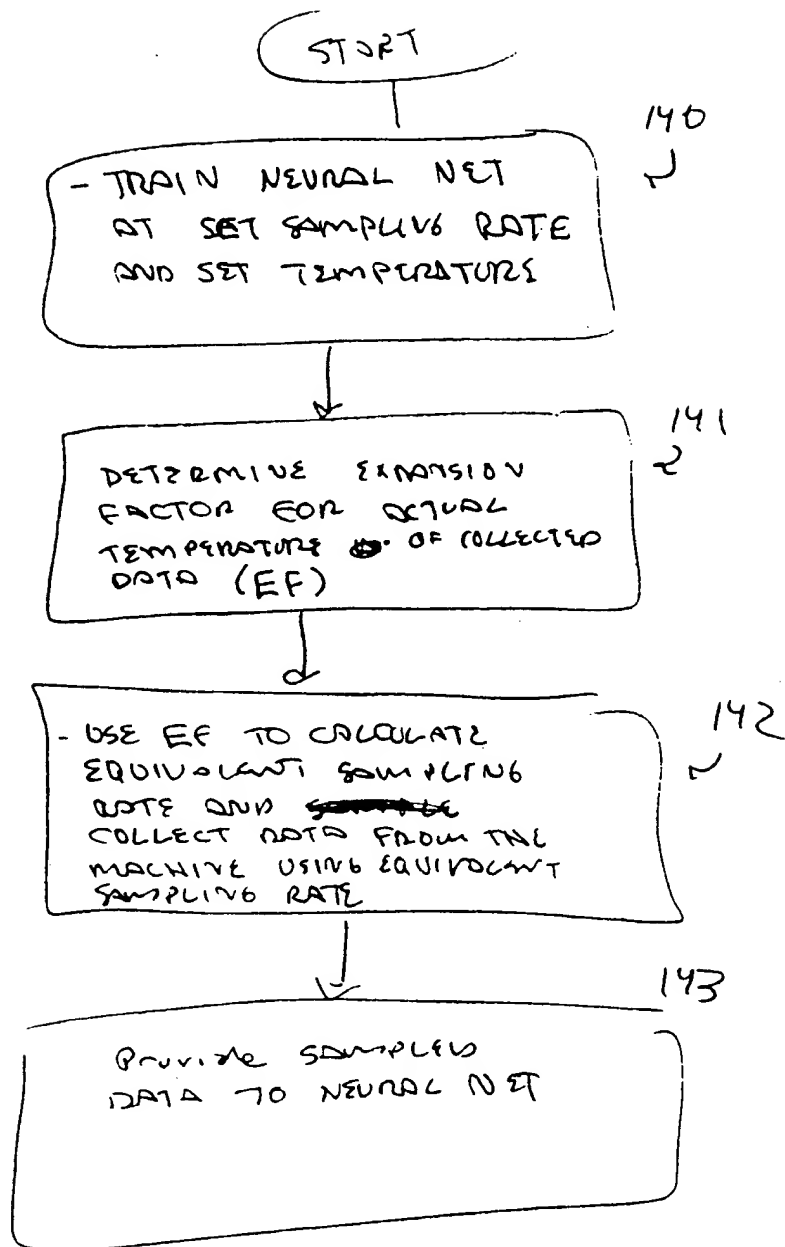 START
140
- TRAIN NEURAL NET
AT SET SAMPLING RATE
AND SET TEMPERATURE
141
DETERMINE EXPANSION
FACTOR FOR ACTUAL
TEMPERATURE OF COLLECTED
DATA (EF)
142
- USE EF TO CALCULATE
EQUIVALENT SAMPLING
RATE AND
COLLECT DATA FROM THE
MACHINE USING EQUIVALENT
SAMPLING RATE
143
Provide SAMPLED
DATA TO NEURAL NET